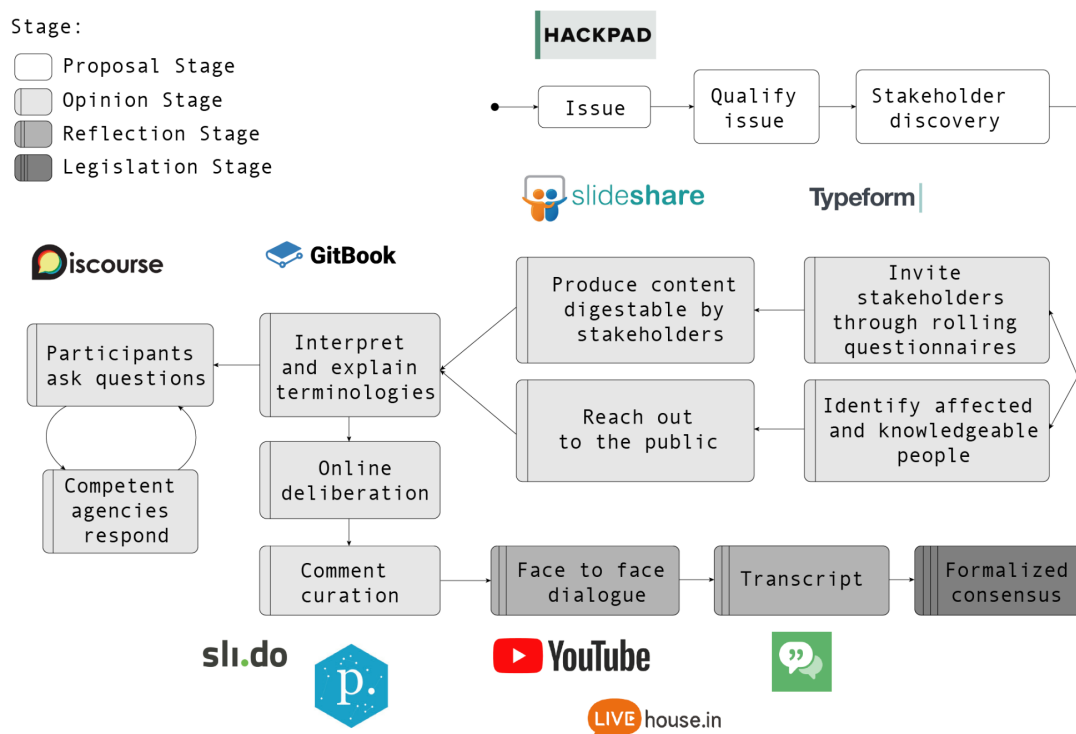 Stage:
Proposal Stage
Opinion Stage
Reflection Stage
Legislation Stage
HACKPAD
Issue
Qualify
issue
Stakeholder
discovery
slideshare
Typeform
Discourse
GitBook
Produce content
digestable by
stakeholders
Invite
stakeholders
through rolling
questionnaires
Participants
ask questions
Interpret
and explain
terminologies
Reach out
to the public
Identify affected
and knowledgeable
people
Competent
agencies
respond
Online
deliberation
Comment
curation
Face to face
dialogue
Transcript
Formalized
consensus
sli.do
p.
YouTube
LIVE house.in